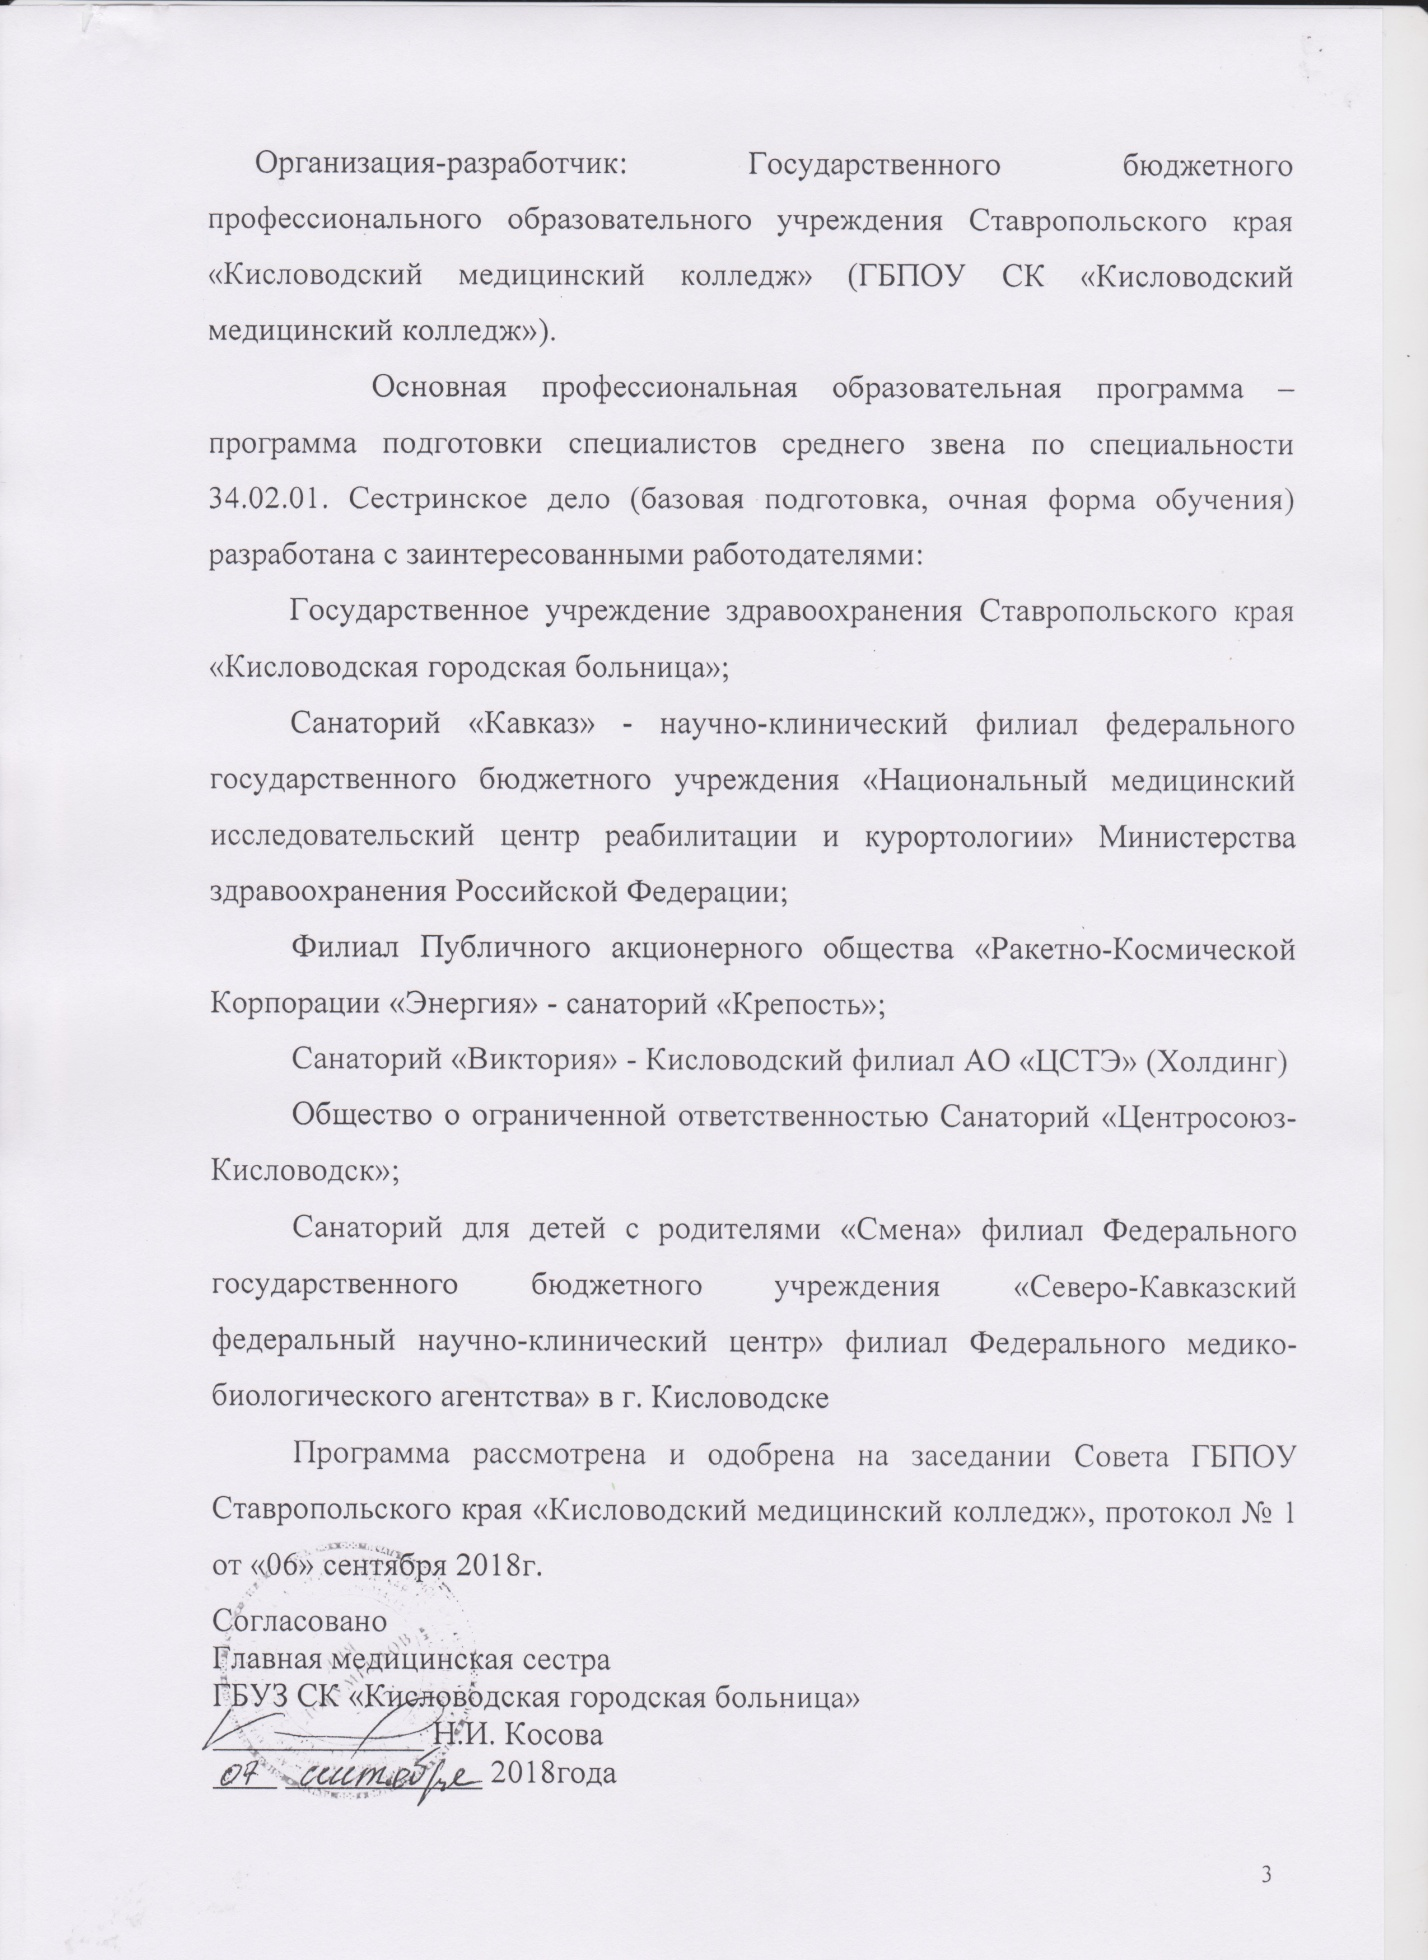 Организация-разработчик: Государственного бюджетного
профессионального образовательного учреждения Ставропольского края
«Кисловодский медицинский колледж» (ГБПОУ СК «Кисловодский
медицинский колледж»).
Основная профессиональная образовательная программа –
программа подготовки специалистов среднего звена по специальности
34.02.01. Сестринское дело (базовая подготовка, очная форма обучения)
разработана с заинтересованными работодателями:
Государственное учреждение здравоохранения Ставропольского края
«Кисловодская городская больница»;
Санаторий «Кавказ» - научно-клинический филиал федерального
государственного бюджетного учреждения «Национальный медицинский
исследовательский центр реабилитации и курортологии» Министерства
здравоохранения Российской Федерации;
Филиал Публичного акционерного общества «Ракетно-Космической
Корпорации «Энергия» - санаторий «Крепость»;
Санаторий «Виктория» - Кисловодский филиал АО «ЦСТЭ» (Холдинг)
Общество о ограниченной ответственностью Санаторий «Центросоюз-
Кисловодск»;
Санаторий для детей с родителями «Смена» филиал Федерального
государственного бюджетного учреждения «Северо-Кавказский
федеральный научно-клинический центр» филиал Федерального медико-
биологического агентства» в г. Кисловодске
Программа рассмотрена и одобрена на заседании Совета ГБПОУ
Ставропольского края «Кисловодский медицинский колледж», протокол № 1
от «06» сентября 2018г.
Согласовано
Главная медицинская сестра
ГБУЗ СК «Кисловодская городская больница»
Н.И. Косова
07 сентября 2018года
3